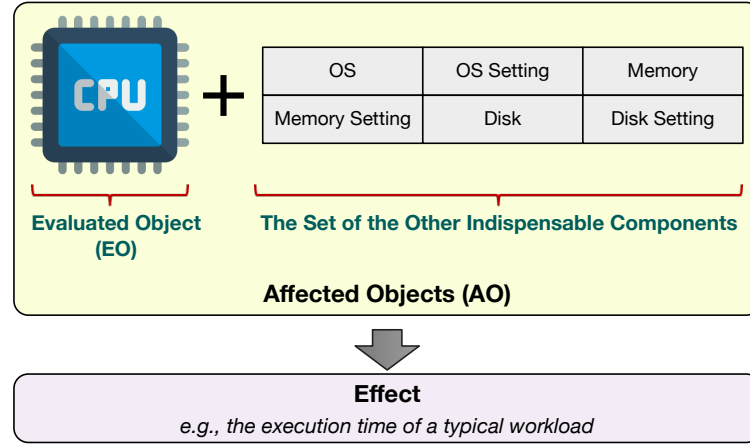 CPU
OS OS Setting Memory
Memory Setting Disk Disk Setting
Evaluated Object
(EO)
The Set of the Other Indispensable Components
Affected Objects (AO)
Effect
e.g., the execution time of a typical workload